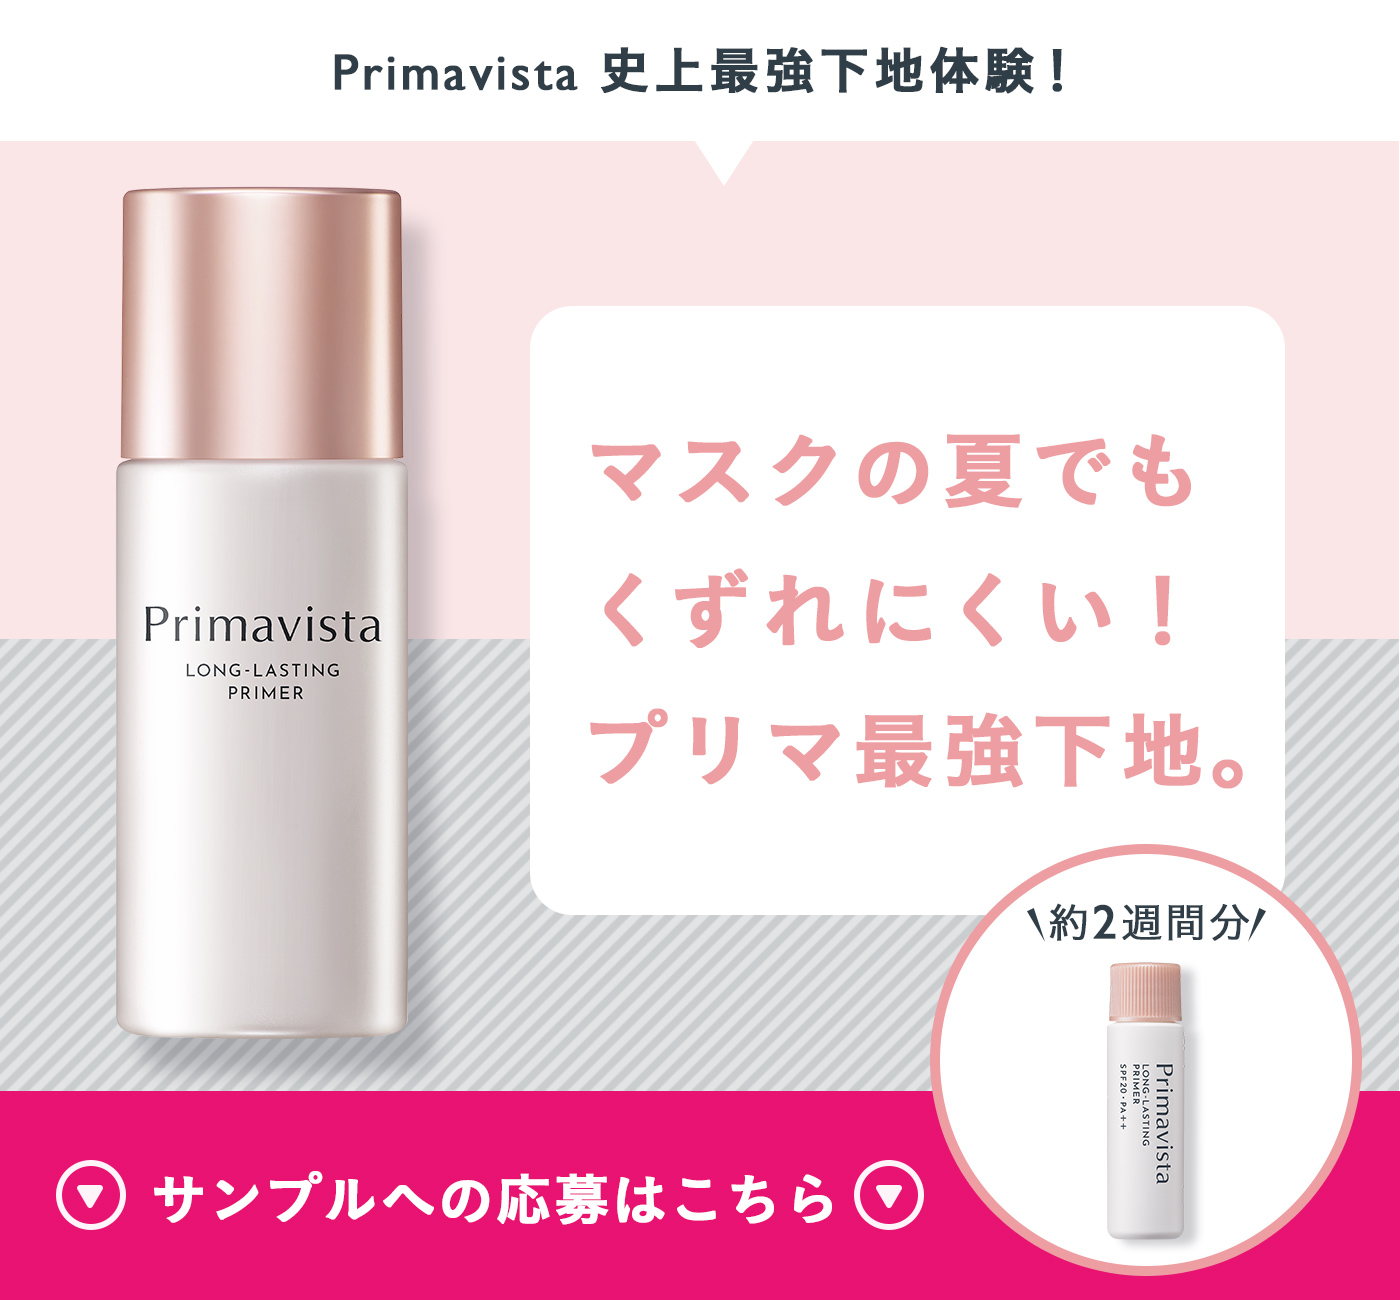 Primavista 史上最強下地体験！
マスクの夏でも
くずれにくい！
プリマ最強下地。
Primavista
LONG-LASTING
PRIMER
約2週間分
Primavista
LONG-LASTING
PRIMER
SPF20・PA++
サンプルへの応募はこちら